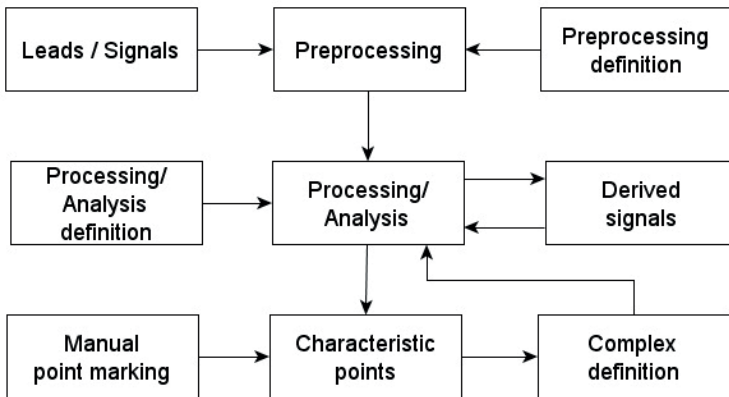 Leads / Signals
Preprocessing
Preprocessing
definition
Processing/
Analysis
definition
Processing/
Analysis
Derived
signals
Manual
point marking
Characteristic
points
Complex
definition